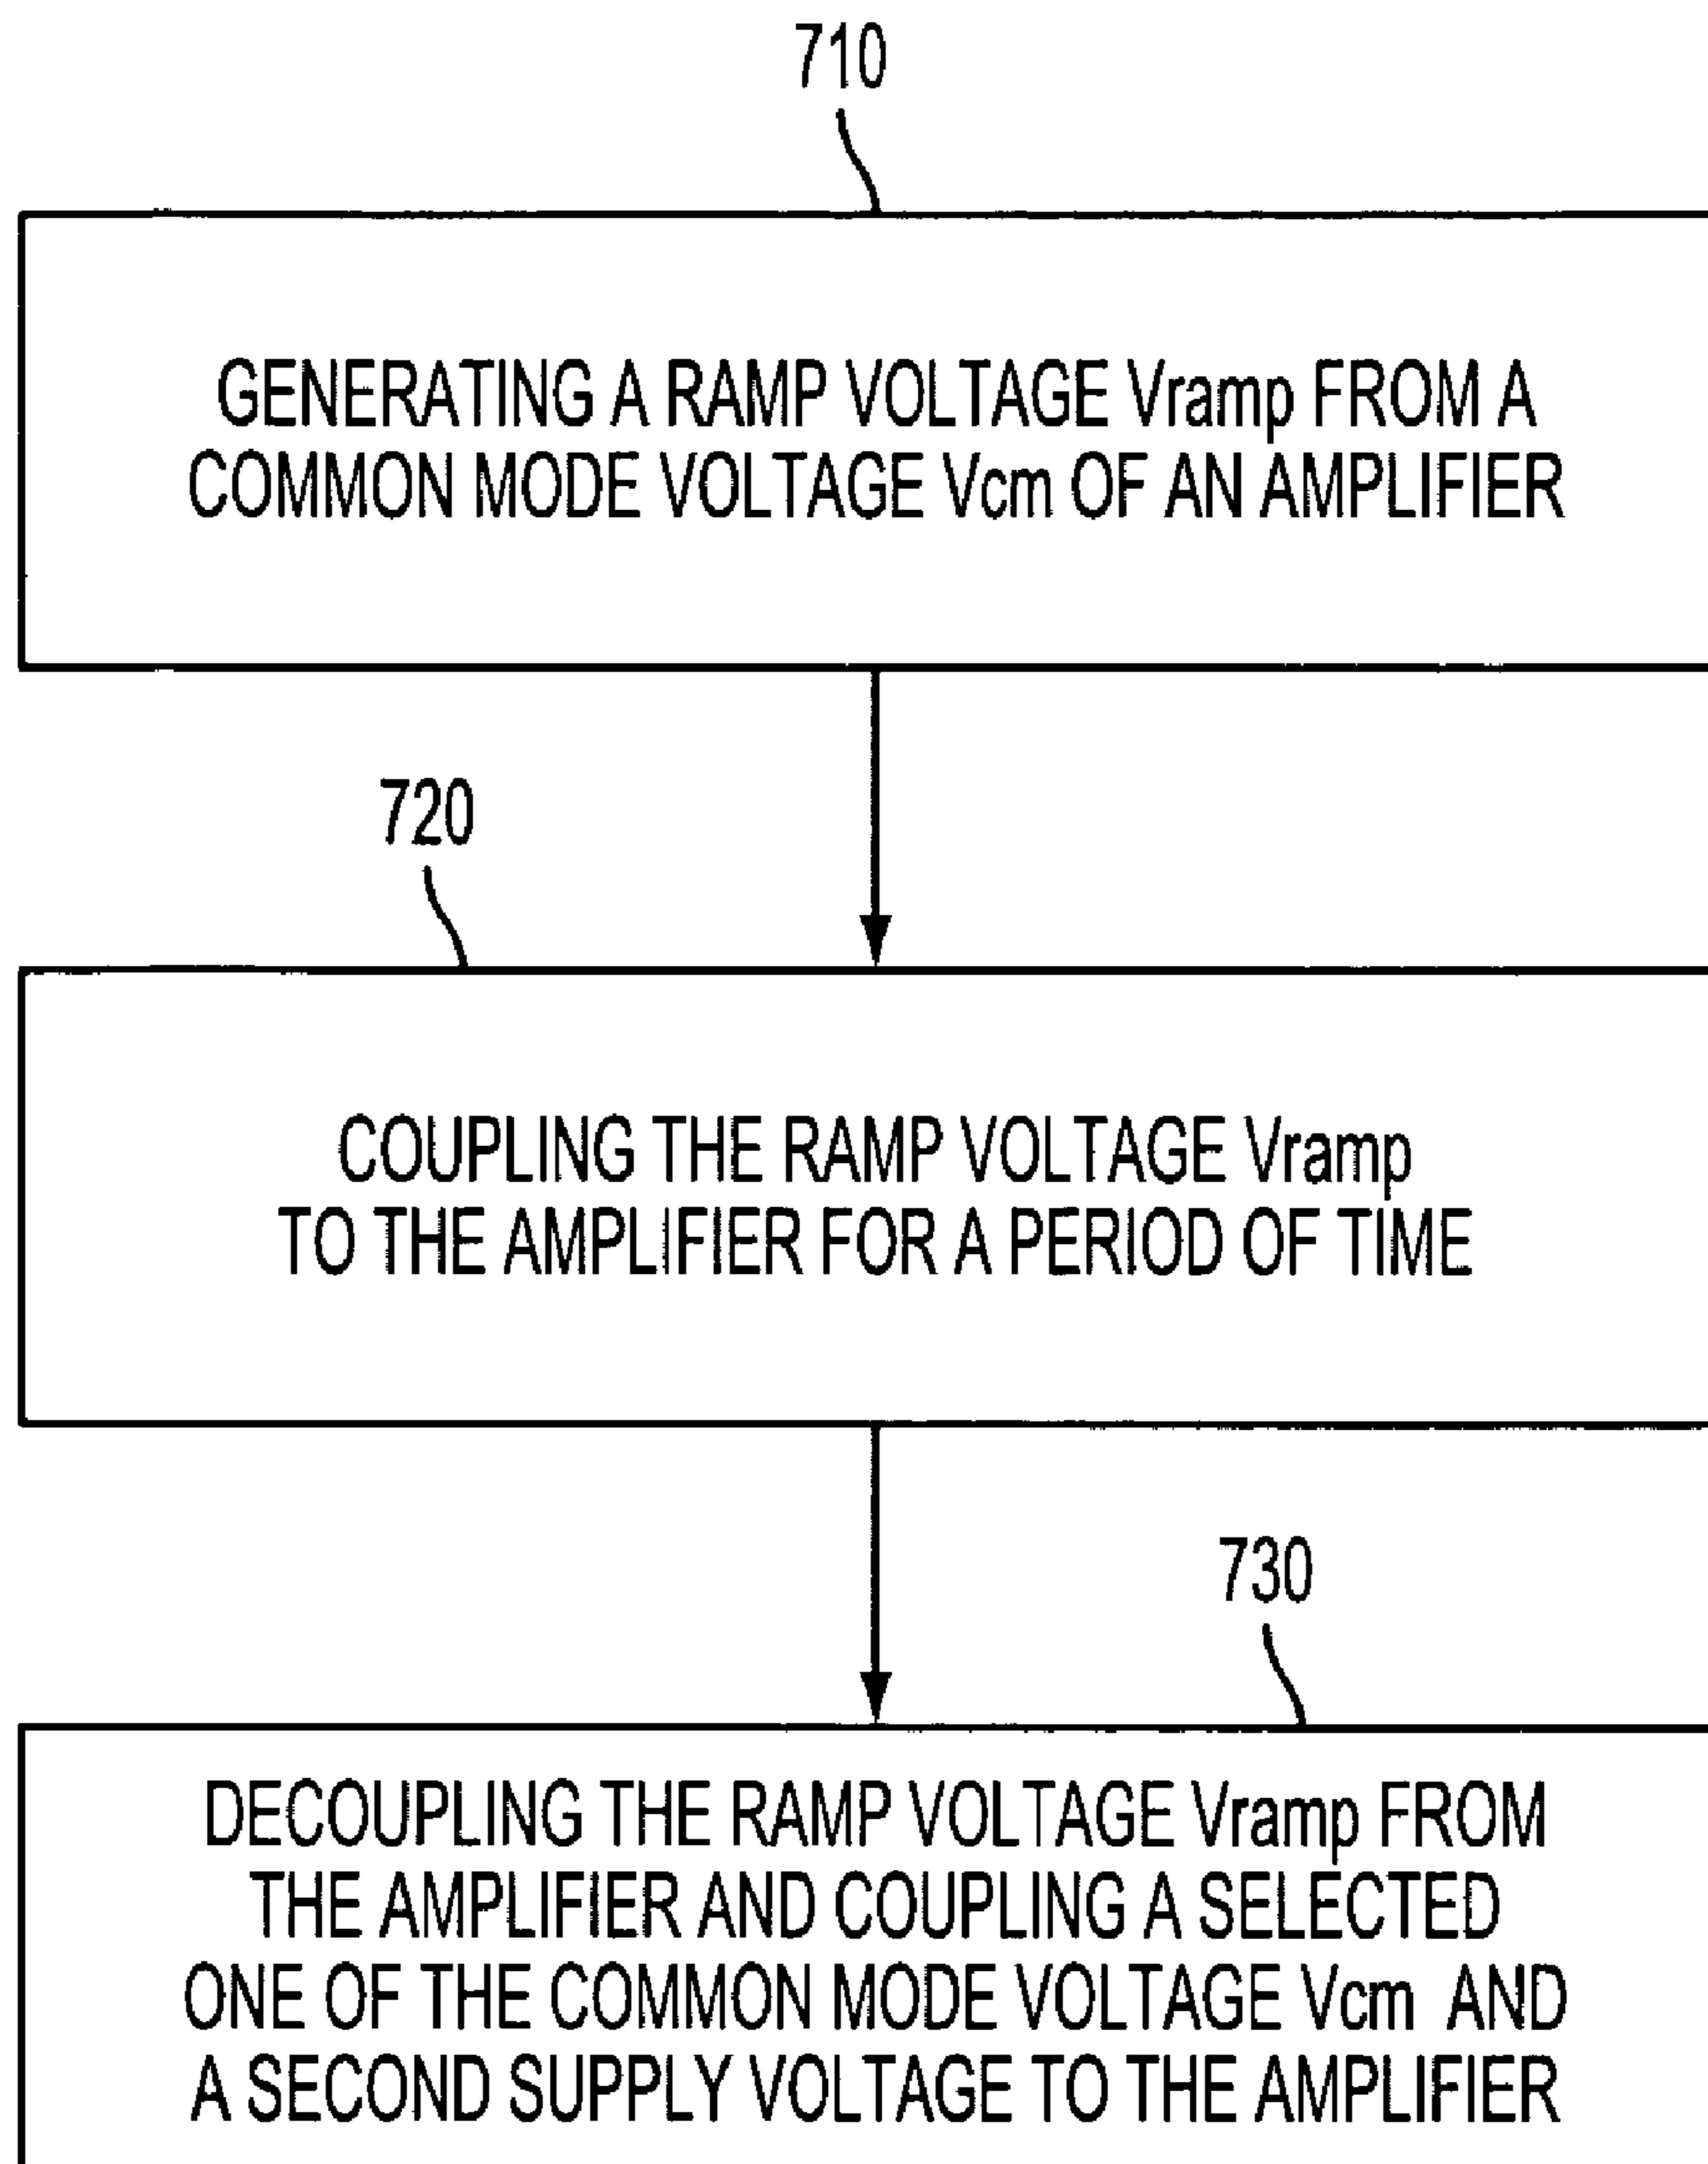 710
GENERATING A RAMP VOLTAGE Vramp FROM A
COMMON MODE VOLTAGE Vcm OF AN AMPLIFIER
720
COUPLING THE RAMP VOLTAGE Vramp
TO THE AMPLIFIER FOR A PERIOD OF TIME
730
DECOUPLING THE RAMP VOLTAGE Vramp FROM
THE AMPLIFIER AND COUPLING A SELECTED
ONE OF THE COMMON MODE VOLTAGE Vcm AND
A SECOND SUPPLY VOLTAGE TO THE AMPLIFIER